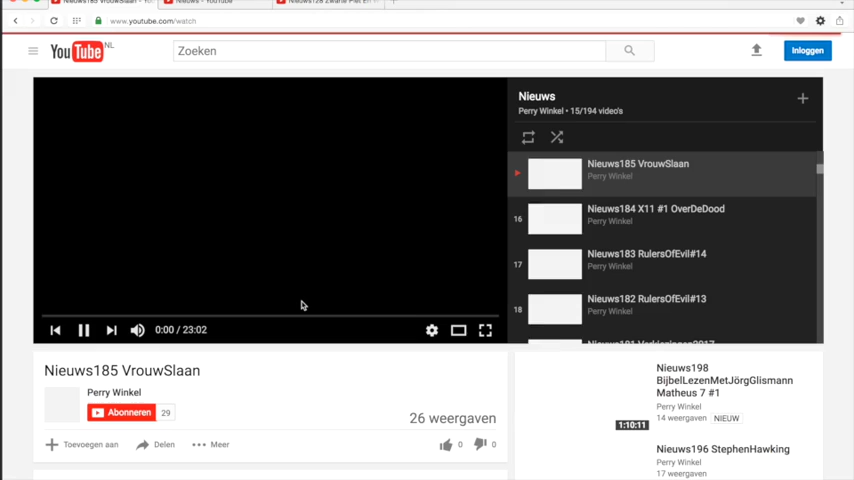 Nieuws185 VrouwSlaan - You
Nieuws - YouTube
Nieuws128 Zwarte Piet En
www.youtube.com/watch
YouTube NL
Zoeken
Inloggen
Nieuws
Perry Winkel • 15/194 video's
Nieuws185 VrouwSlaan
Perry Winkel
16
Nieuws184 X11 #1 OverDeDood
Perry Winkel
17
Nieuws183 RulersOfEvil#14
Perry Winkel
18
Nieuws182 RulersOfEvil#13
Perry Winkel
Nieuws181 Verkiezingen2017
0:00 / 23:02
Nieuws185 VrouwSlaan
Perry Winkel
Abonneren 29
26 weergaven
Toevoegen aan
Delen
Meer
0
0
Nieuws198
BijbelLezenMetJörgGlismann
Matheus 7 #1
Perry Winkel
14 weergaven NIEUW
1:10:11
Nieuws196 StephenHawking
Perry Winkel
17 weergaven